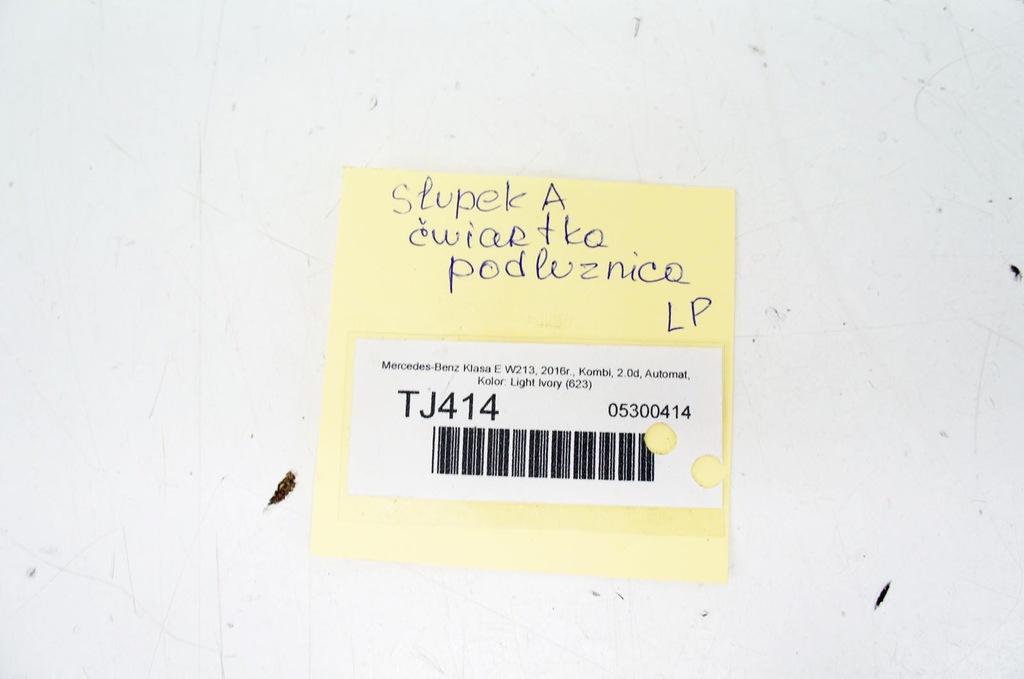 Słupek A
ćwiartka
podłużnica
LP
Mercedes-Benz Klasa E W213, 2016r., Kombi, 2.0d, Automat,
Kolor: Light Ivory (623)
TJ414 05300414